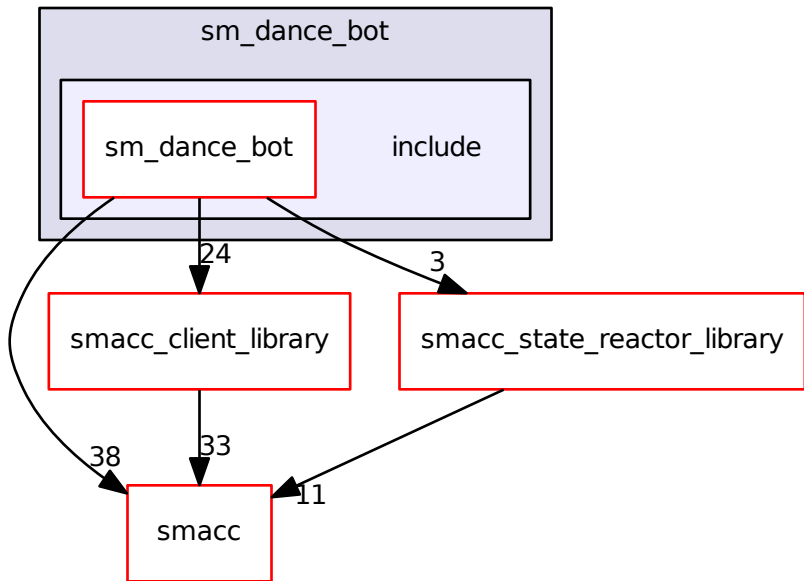 sm_dance_bot
sm_dance_bot
include
24
3
smacc_client_library
smacc_state_reactor_library
38
33
11
smacc